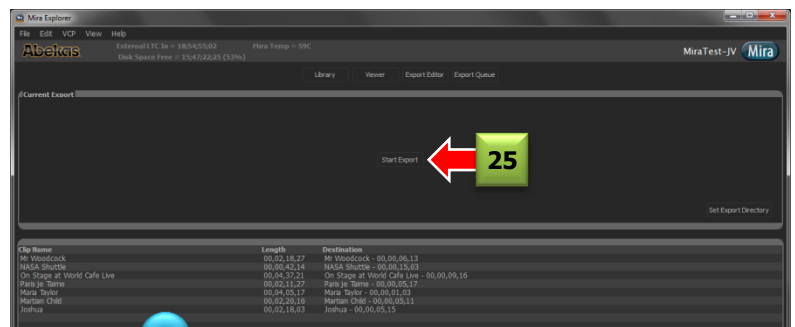 Mira Explorer
File Edit VCP View Help
Abekas
External LTC In = 18;54;55;02 Mira Temp = 59C
Disk Space Free = 15;47;22;25 (53%)
MiraTest-JV Mira
Library Viewer Export Editor Export Queue
Current Export
Start Export
25
Set Export Directory
Clip Name Length Destination
Mr Woodcock 00,02,18,27 Mr Woodcock - 00,00,06,13
NASA Shuttle 00,00,42,14 NASA Shuttle - 00,00,15,03
On Stage at World Cafe Live 00,04,37,21 On Stage at World Cafe Live - 00,00,09,16
Paris Je Taime 00,02,11,27 Paris Je Taime - 00,00,05,17
Maria Taylor 00,04,05,17 Maria Taylor - 00,00,01,03
Martian Child 00,02,20,16 Martian Child - 00,00,05,11
Joshua 00,02,18,03 Joshua - 00,00,05,15